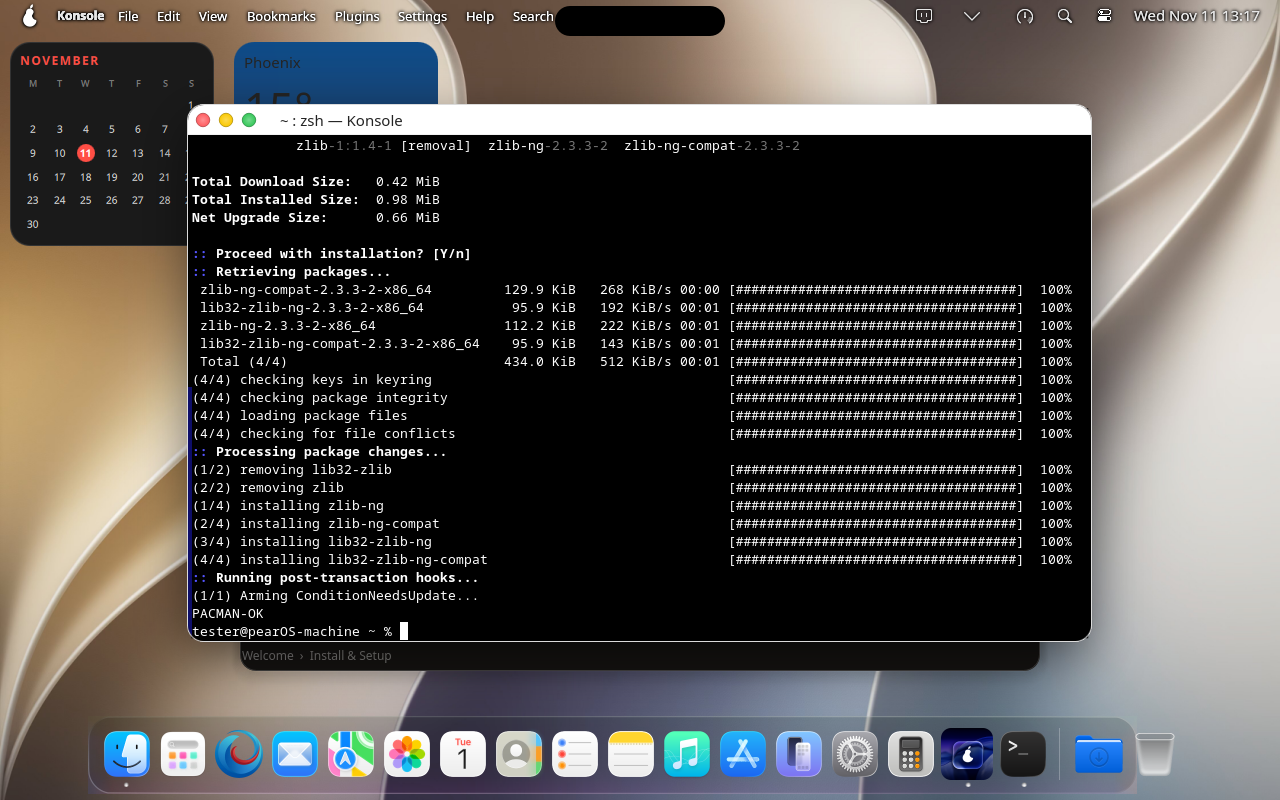 Konsole File Edit View Bookmarks Plugins Settings Help Search
Wed Nov 11 13:17
NOVEMBER
M T W T F S S
1
2 3 4 5 6 7
9 10 11 12 13 14
16 17 18 19 20 21
23 24 25 26 27 28
30
Phoenix
15°
~ : zsh — Konsole
zlib-1:1.4-1 [removal]  zlib-ng-2.3.3-2  zlib-ng-compat-2.3.3-2
Total Download Size:   0.42 MiB
Total Installed Size:  0.98 MiB
Net Upgrade Size:      0.66 MiB
:: Proceed with installation? [Y/n]
:: Retrieving packages...
zlib-ng-compat-2.3.3-2-x86_64 129.9 KiB 268 KiB/s 00:00 [###################################] 100%
lib32-zlib-ng-2.3.3-2-x86_64 95.9 KiB 192 KiB/s 00:01 [###################################] 100%
zlib-ng-2.3.3-2-x86_64 112.2 KiB 222 KiB/s 00:01 [###################################] 100%
lib32-zlib-ng-compat-2.3.3-2-x86_64 95.9 KiB 143 KiB/s 00:01 [###################################] 100%
Total (4/4) 434.0 KiB 512 KiB/s 00:01 [###################################] 100%
(4/4) checking keys in keyring [###################################] 100%
(4/4) checking package integrity [###################################] 100%
(4/4) loading package files [###################################] 100%
(4/4) checking for file conflicts [###################################] 100%
:: Processing package changes...
(1/2) removing lib32-zlib [###################################] 100%
(2/2) removing zlib [###################################] 100%
(1/4) installing zlib-ng [###################################] 100%
(2/4) installing zlib-ng-compat [###################################] 100%
(3/4) installing lib32-zlib-ng [###################################] 100%
(4/4) installing lib32-zlib-ng-compat [###################################] 100%
:: Running post-transaction hooks...
(1/1) Arming ConditionNeedsUpdate...
PACMAN-OK
tester@pearOS-machine ~ %
Welcome › Install & Setup
Tue
1
>_